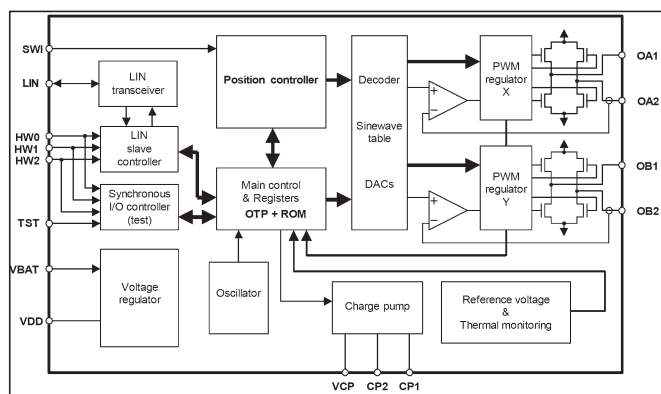 SWI
LIN
HW0
HW1
HW2
TST
VBAT
VDD
LIN
transceiver
LIN
slave
controller
Synchronous
I/O controller
(test)
Voltage
regulator
Position controller
Main control
& Registers
OTP + ROM
Oscillator
Decoder
Sinewave
table
DACs
+
−
+
−
PWM
regulator
X
PWM
regulator
Y
Charge pump
Reference voltage
&
Thermal monitoring
OA1
OA2
OB1
OB2
VCP
CP2
CP1